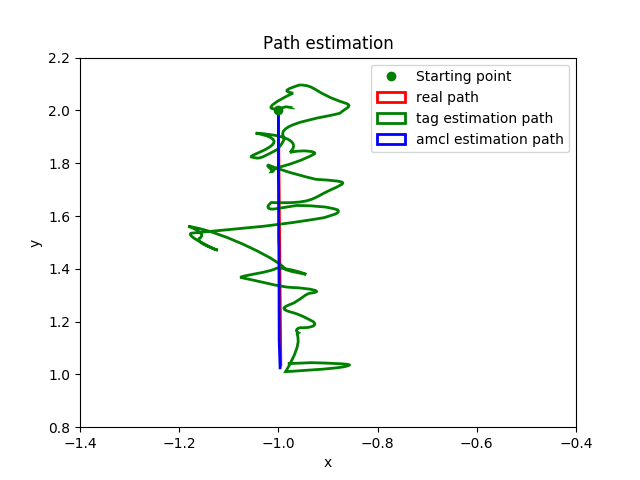 Path estimation
Starting point
real path
tag estimation path
amcl estimation path
2.2
2.0
1.8
1.6
1.4
1.2
1.0
0.8
y
−1.4 −1.2 −1.0 −0.8 −0.6 −0.4
x